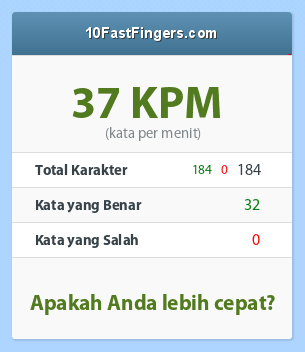 10FastFingers.com
37 KPM
(kata per menit)
Total Karakter 184 0 184
Kata yang Benar 32
Kata yang Salah 0
Apakah Anda lebih cepat?